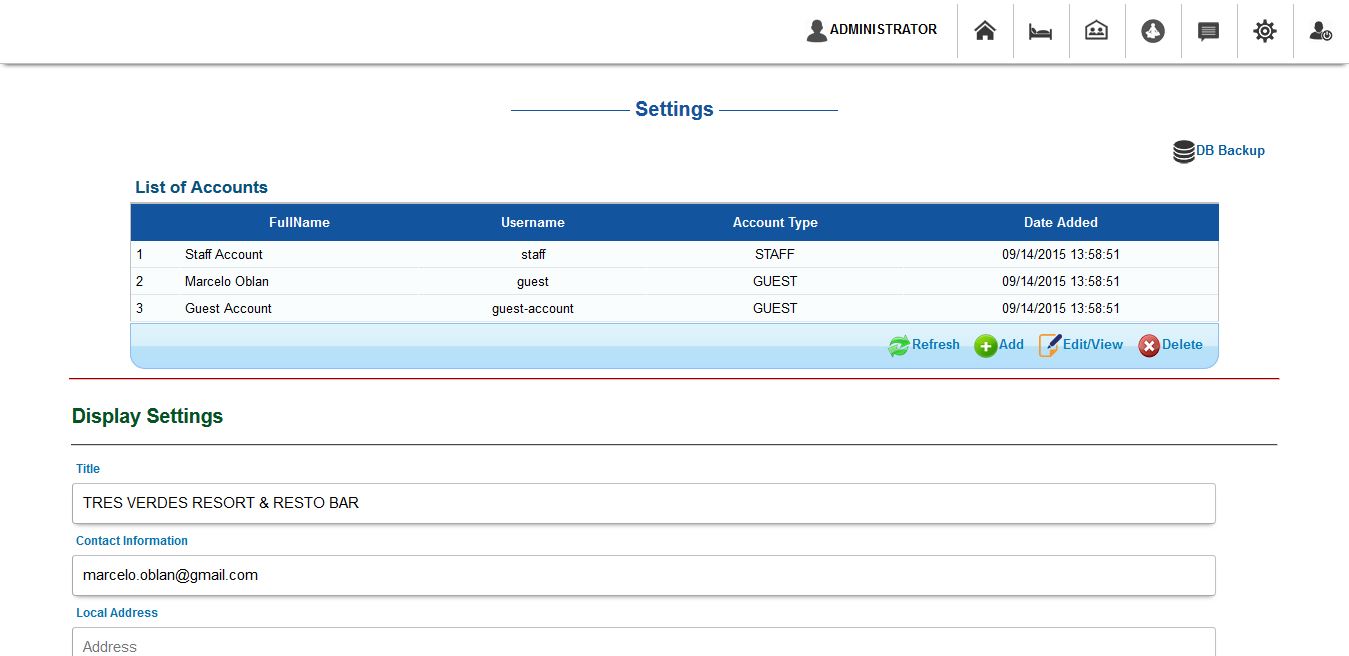 ADMINISTRATOR
Settings
DB Backup
List of Accounts
FullName Username Account Type Date Added
1 Staff Account staff STAFF 09/14/2015 13:58:51
2 Marcelo Oblan guest GUEST 09/14/2015 13:58:51
3 Guest Account guest-account GUEST 09/14/2015 13:58:51
Refresh Add Edit/View Delete
Display Settings
Title
TRES VERDES RESORT & RESTO BAR
Contact Information
marcelo.oblan@gmail.com
Local Address
Address